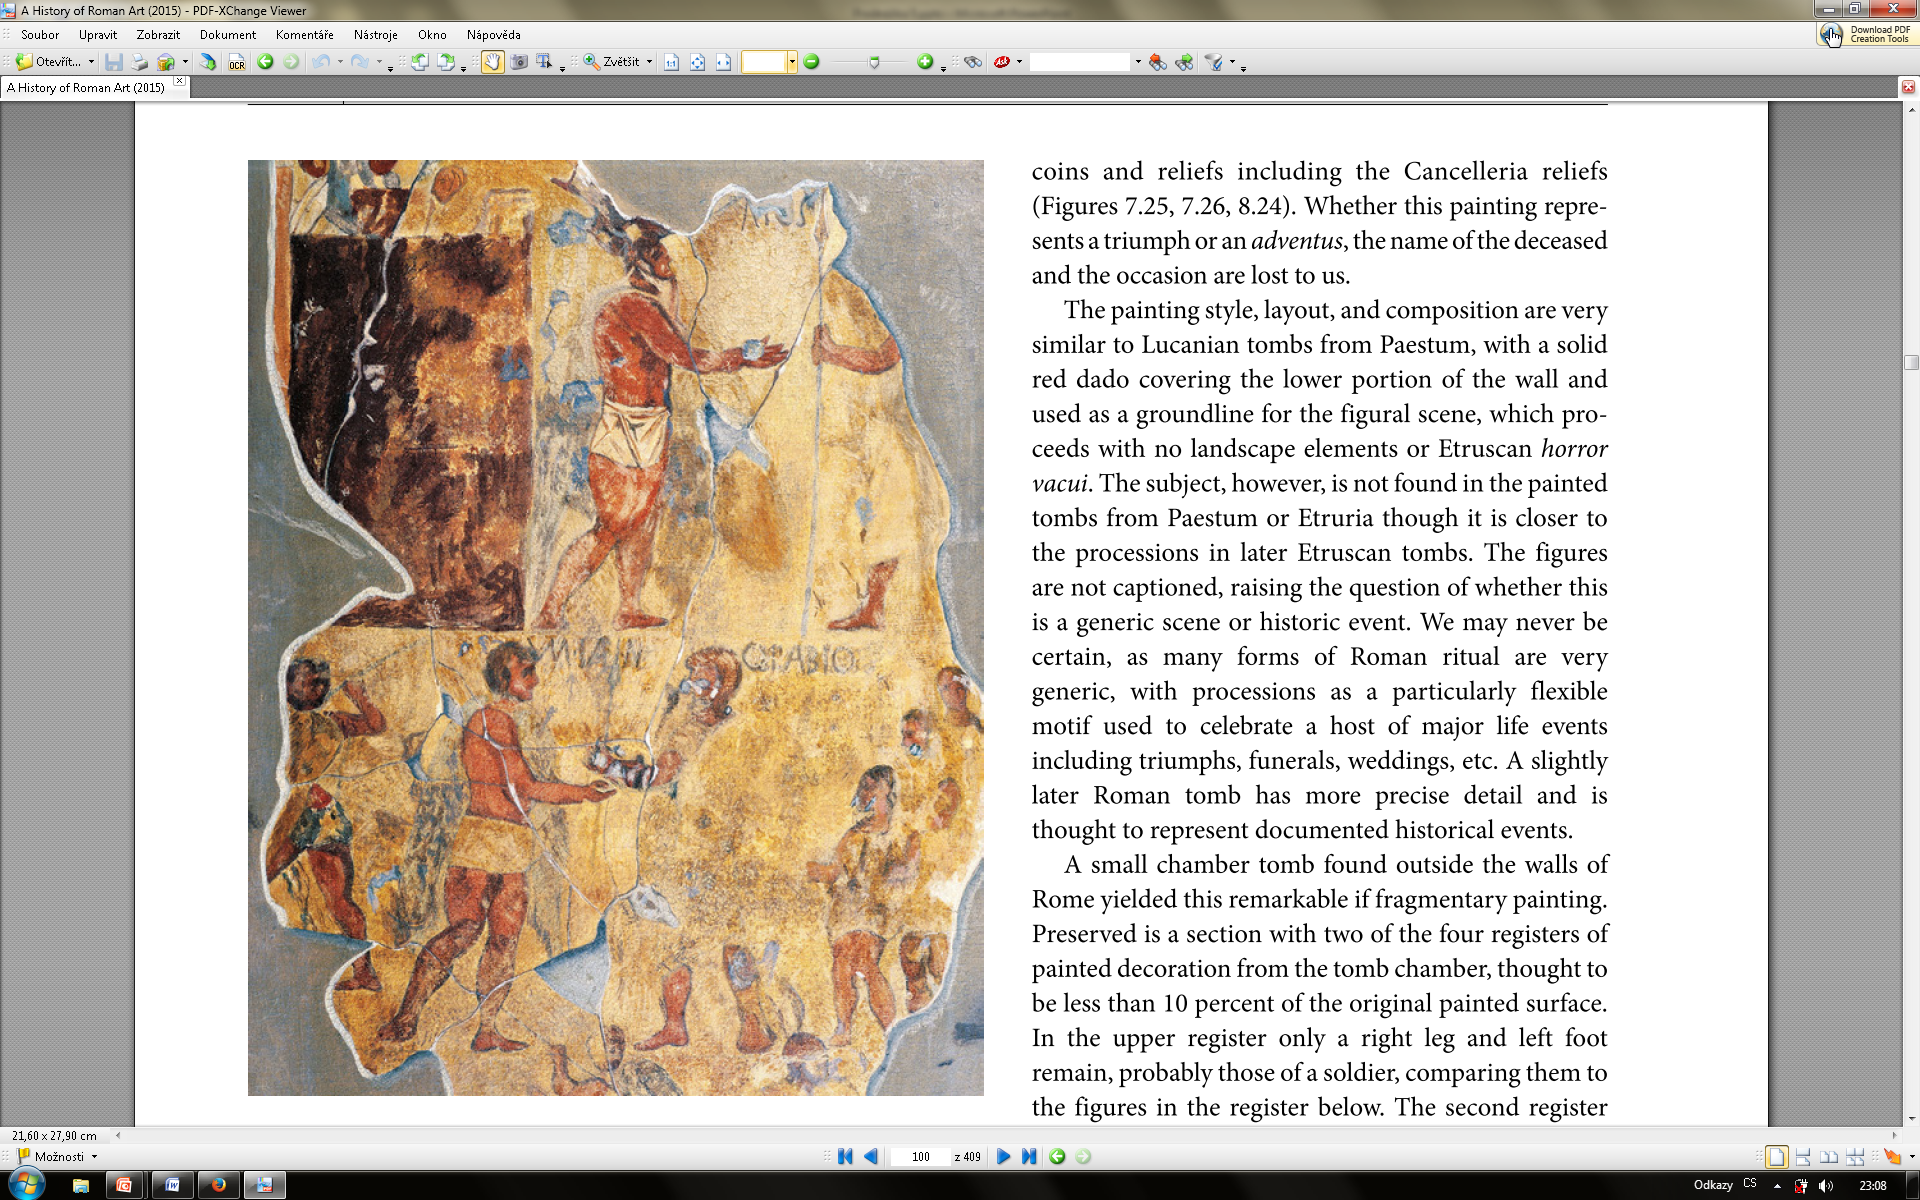 A History of Roman Art (2015) - PDF-XChange Viewer
Soubor Upravit Zobrazit Dokument Komentáře Nástroje Okno Nápověda
Download PDF
Creation Tools
Otevřít...
OCR
Zvětšit
1:1
Ask
A History of Roman Art (2015)
coins and reliefs including the Cancelleria reliefs
(Figures 7.25, 7.26, 8.24). Whether this painting repre-
sents a triumph or an adventus, the name of the deceased
and the occasion are lost to us.
The painting style, layout, and composition are very
similar to Lucanian tombs from Paestum, with a solid
red dado covering the lower portion of the wall and
used as a groundline for the figural scene, which pro-
ceeds with no landscape elements or Etruscan horror
vacui. The subject, however, is not found in the painted
tombs from Paestum or Etruria though it is closer to
the processions in later Etruscan tombs. The figures
are not captioned, raising the question of whether this
is a generic scene or historic event. We may never be
certain, as many forms of Roman ritual are very
generic, with processions as a particularly flexible
motif used to celebrate a host of major life events
including triumphs, funerals, weddings, etc. A slightly
later Roman tomb has more precise detail and is
thought to represent documented historical events.
A small chamber tomb found outside the walls of
Rome yielded this remarkable if fragmentary painting.
Preserved is a section with two of the four registers of
painted decoration from the tomb chamber, thought to
be less than 10 percent of the original painted surface.
In the upper register only a right leg and left foot
remain, probably those of a soldier, comparing them to
the figures in the register below. The second register
21,60 x 27,90 cm
Možnosti
100 z 409
Odkazy CS 23:08